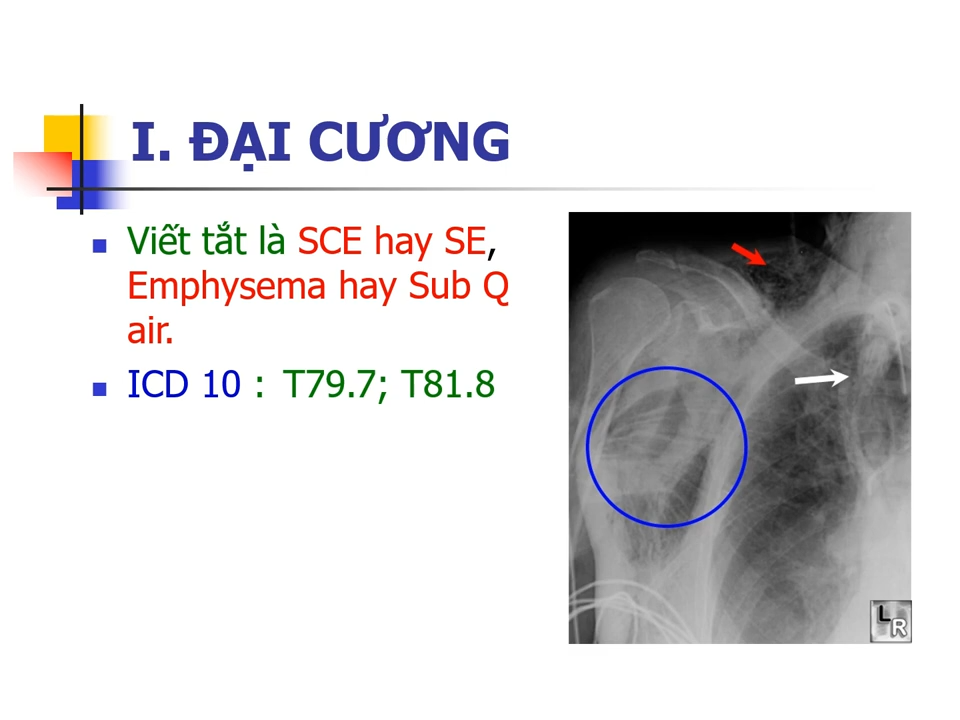 I. ĐẠI CƯƠNG
Viết tắt là SCE hay SE,
Emphysema hay Sub Q
air.
ICD 10 : T79.7; T81.8
L
R